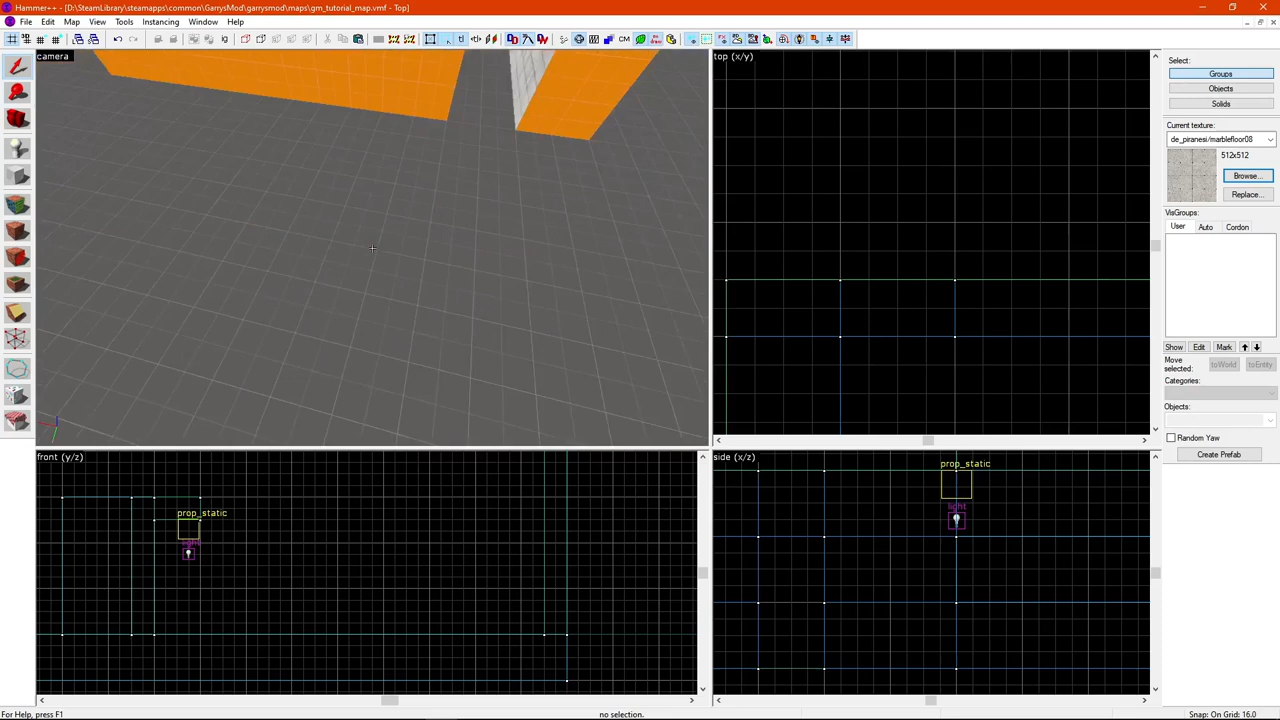 Hammer++ - [D:\SteamLibrary\steamapps\common\GarrysMod\garrysmod\maps\gm_tutorial_map.vmf - Top]
File Edit Map View Tools Instancing Window Help
camera
top (x/y)
front (y/z)
prop_static
light
side (x/z)
prop_static
light
Select:
Groups
Objects
Solids
Current texture:
de_piranesi/marblefloor08
512x512
Browse...
Replace...
VisGroups:
User Auto Cordon
Show Edit Mark
Move selected:
toWorld toEntity
Categories:
Objects:
Random Yaw
Create Prefab
For Help, press F1
no selection.
Snap: On Grid: 16.0